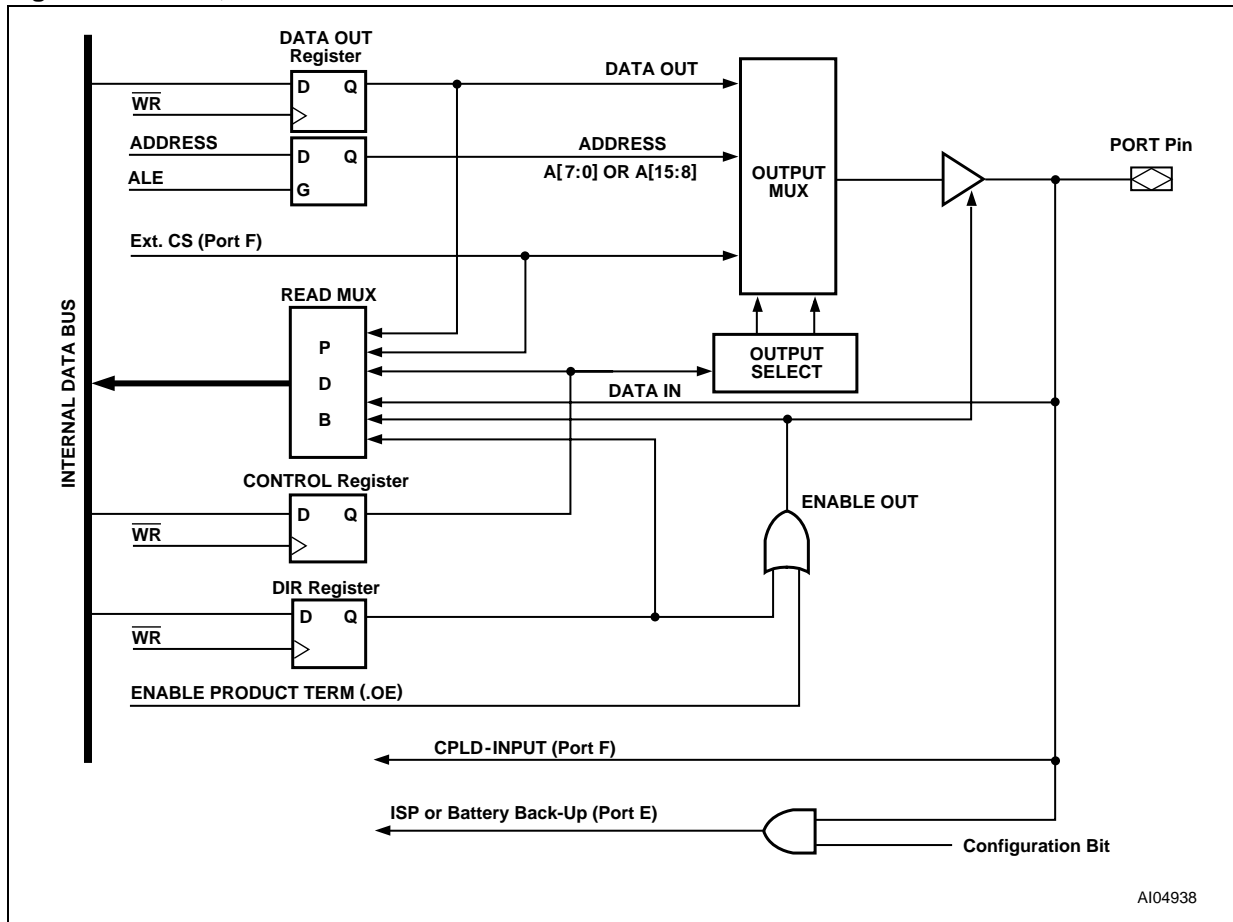 DATA OUT
Register
D Q
WR
DATA OUT
ADDRESS
D Q
ALE
G
ADDRESS
A[7:0] OR A[15:8]
OUTPUT
MUX
PORT Pin
Ext. CS (Port F)
READ MUX
P
D
B
OUTPUT
SELECT
DATA IN
INTERNAL DATA BUS
CONTROL Register
D Q
WR
ENABLE OUT
DIR Register
D Q
WR
ENABLE PRODUCT TERM (.OE)
CPLD-INPUT (Port F)
ISP or Battery Back-Up (Port E)
Configuration Bit
AI04938